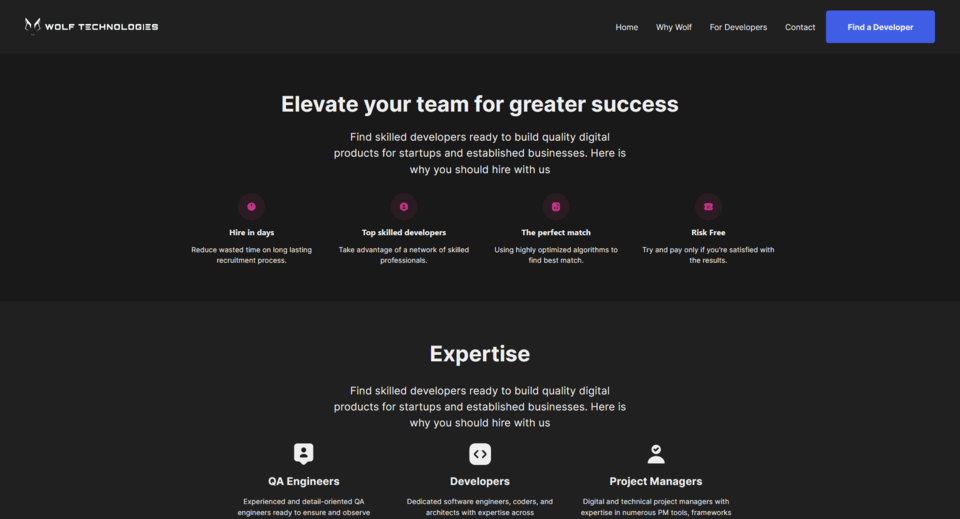 WOLF TECHNOLOGIES
Home
Why Wolf
For Developers
Contact
Find a Developer
Elevate your team for greater success
Find skilled developers ready to build quality digital
products for startups and established businesses. Here is
why you should hire with us
Hire in days
Reduce wasted time on long lasting
recruitment process.
Top skilled developers
Take advantage of a network of skilled
professionals.
The perfect match
Using highly optimized algorithms to
find best match.
Risk Free
Try and pay only if you're satisfied with
the results.
Expertise
Find skilled developers ready to build quality digital
products for startups and established businesses. Here is
why you should hire with us
QA Engineers
Experienced and detail-oriented QA
engineers ready to ensure and observe
Developers
Dedicated software engineers, coders, and
architects with expertise across
Project Managers
Digital and technical project managers with
expertise in numerous PM tools, frameworks